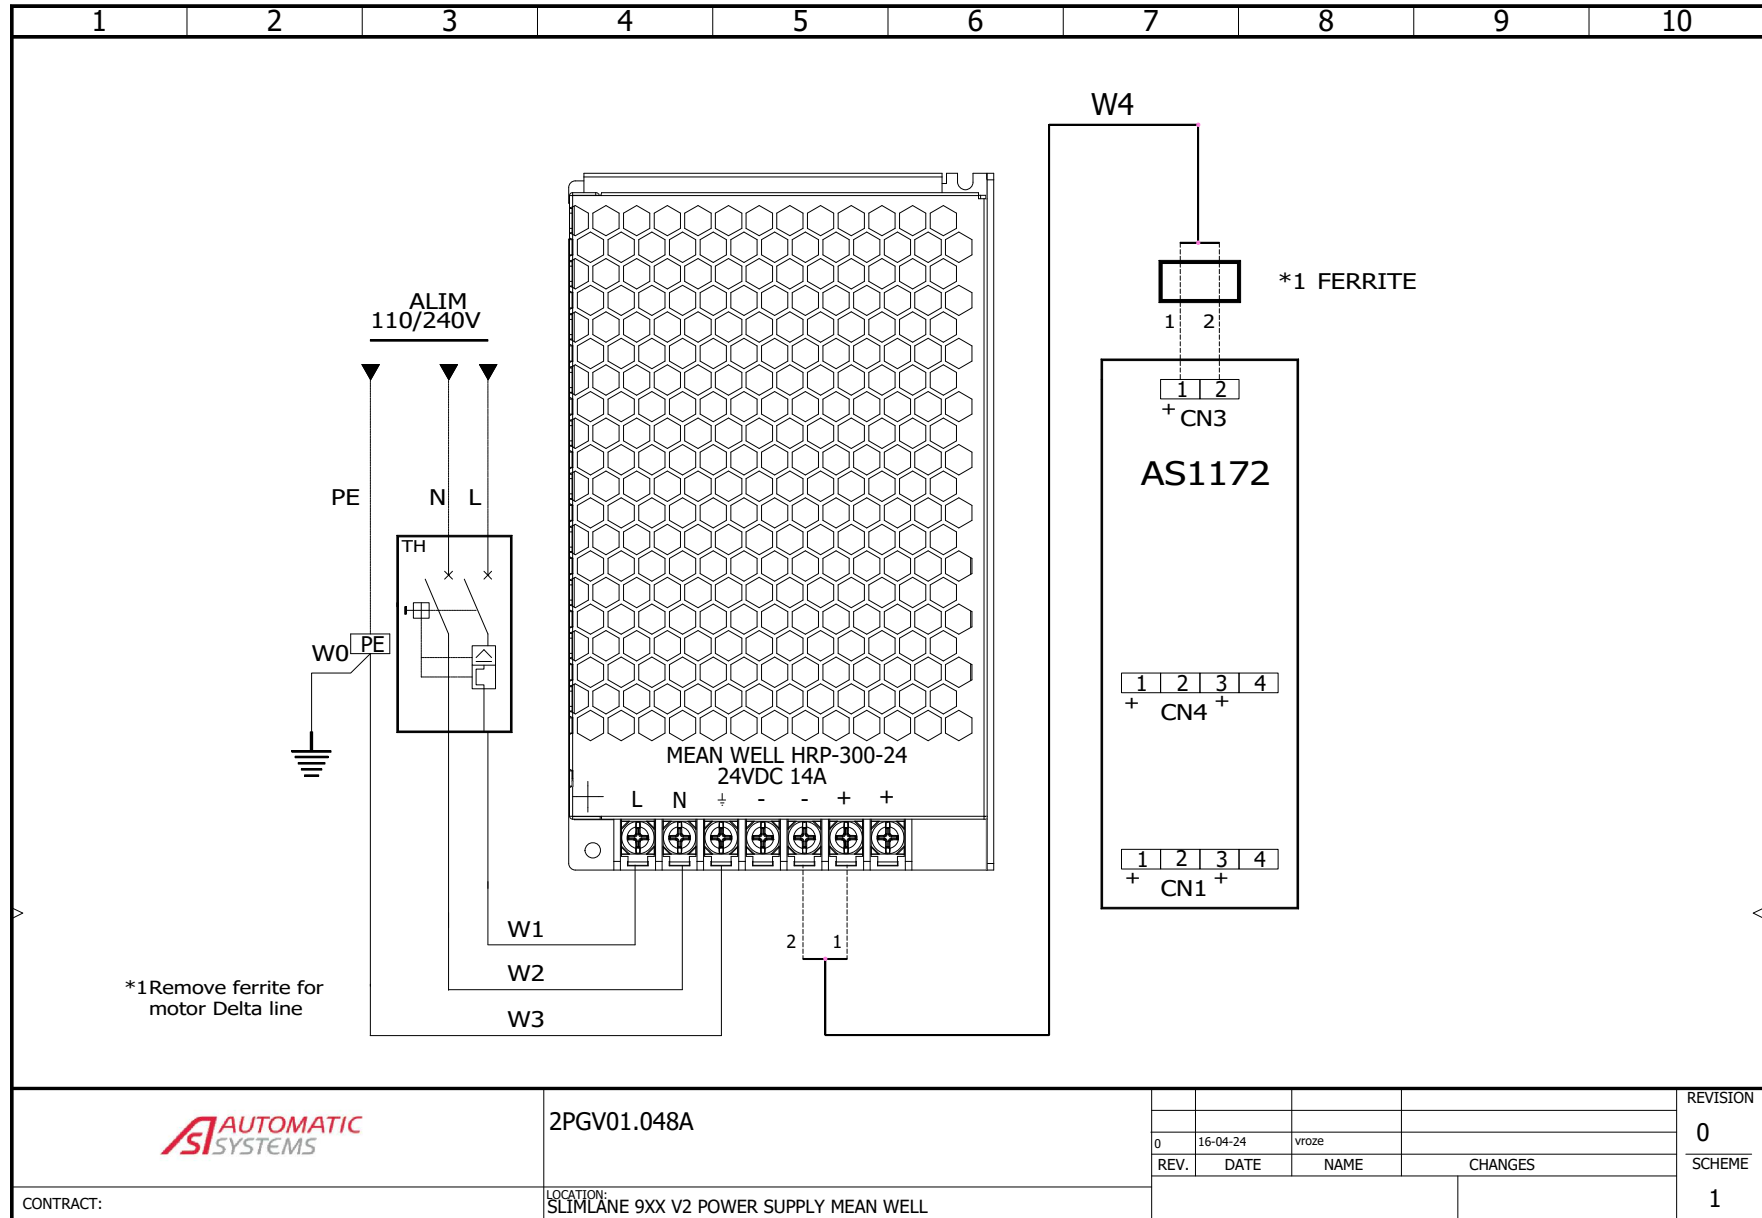 1 2 3 4 5 6 7 8 9 10
W4
*1 FERRITE
1 2
ALIM
110/240V
1 2
+ CN3
AS1172
PE N L
TH
W0 PE
1 2 3 4
+ CN4 +
MEAN WELL HRP-300-24
24VDC 14A
L N - - + +
1 2 3 4
+ CN1 +
W1
2 1
W2
*1Remove ferrite for
motor Delta line
W3
AUTOMATIC
SYSTEMS
2PGV01.048A
REVISION
0
0 16-04-24 vroze
REV. DATE NAME CHANGES
SCHEME
1
CONTRACT:
LOCATION:
SLIMLANE 9XX V2 POWER SUPPLY MEAN WELL